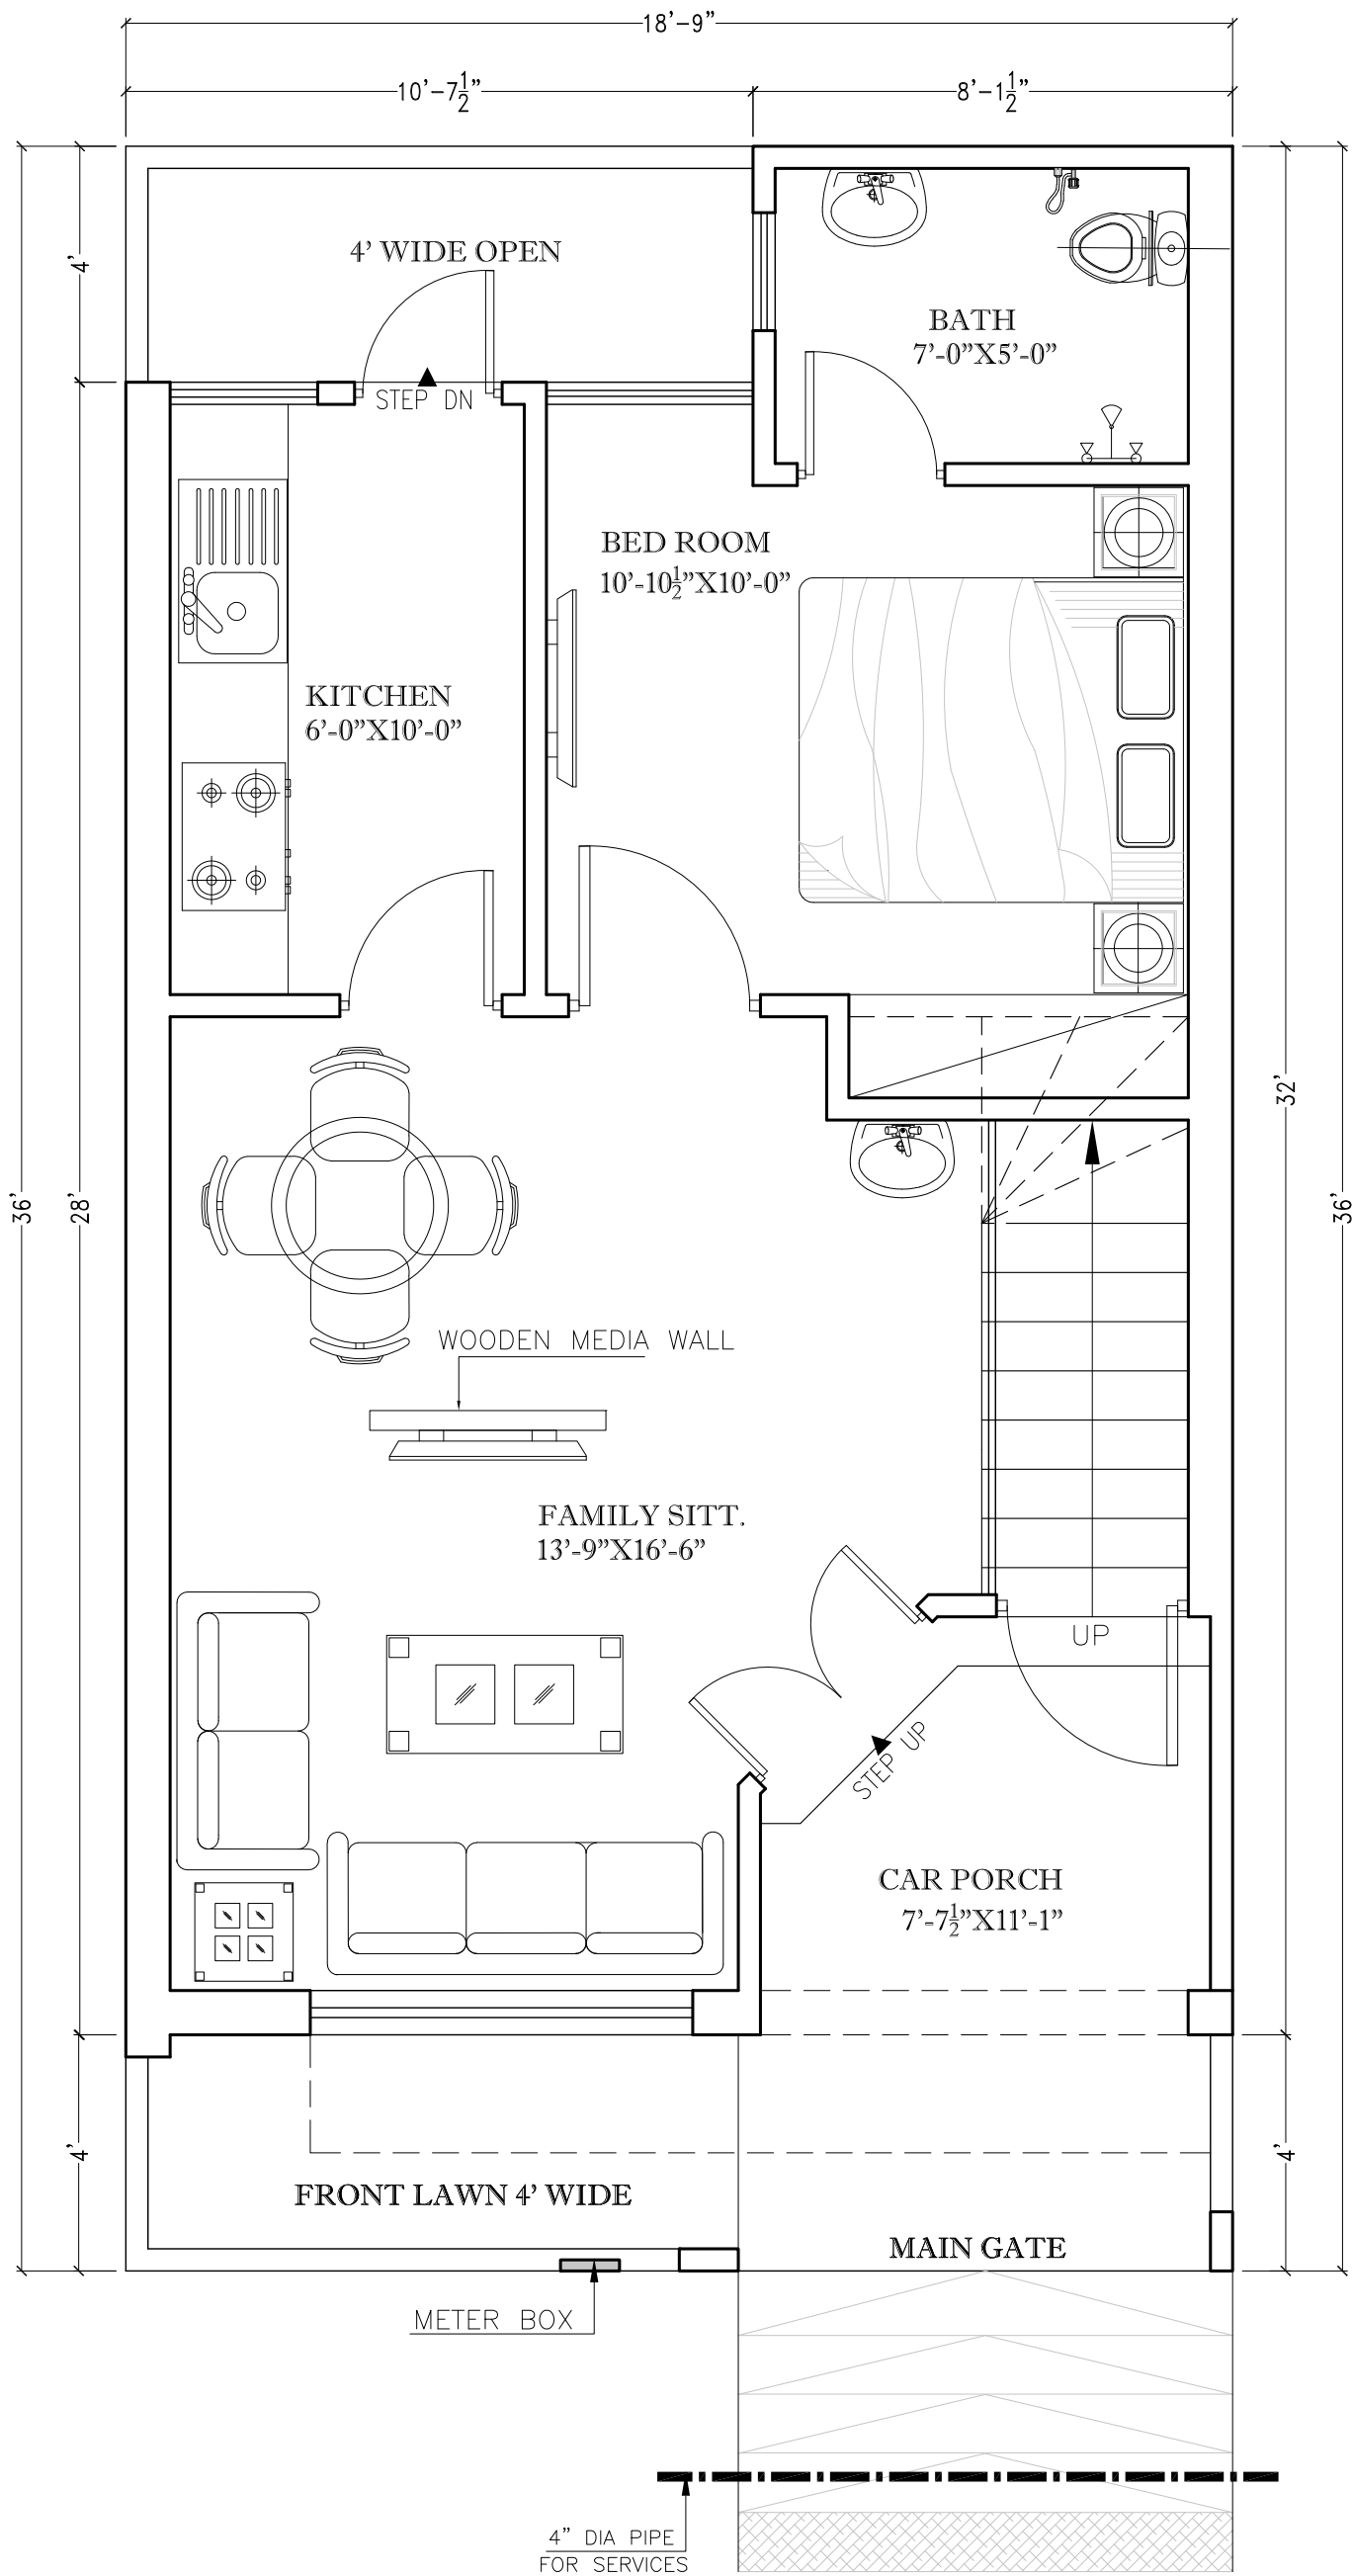 18'-9"
10'-7½"
8'-1½"
4'
4' WIDE OPEN
STEP DN
BATH
7'-0"X5'-0"
BED ROOM
10'-10½"X10'-0"
KITCHEN
6'-0"X10'-0"
36'
28'
32'
36'
WOODEN MEDIA WALL
FAMILY SITT.
13'-9"X16'-6"
UP
STEP UP
CAR PORCH
7'-7½"X11'-1"
4'
4'
FRONT LAWN 4' WIDE
MAIN GATE
METER BOX
4" DIA PIPE
FOR SERVICES